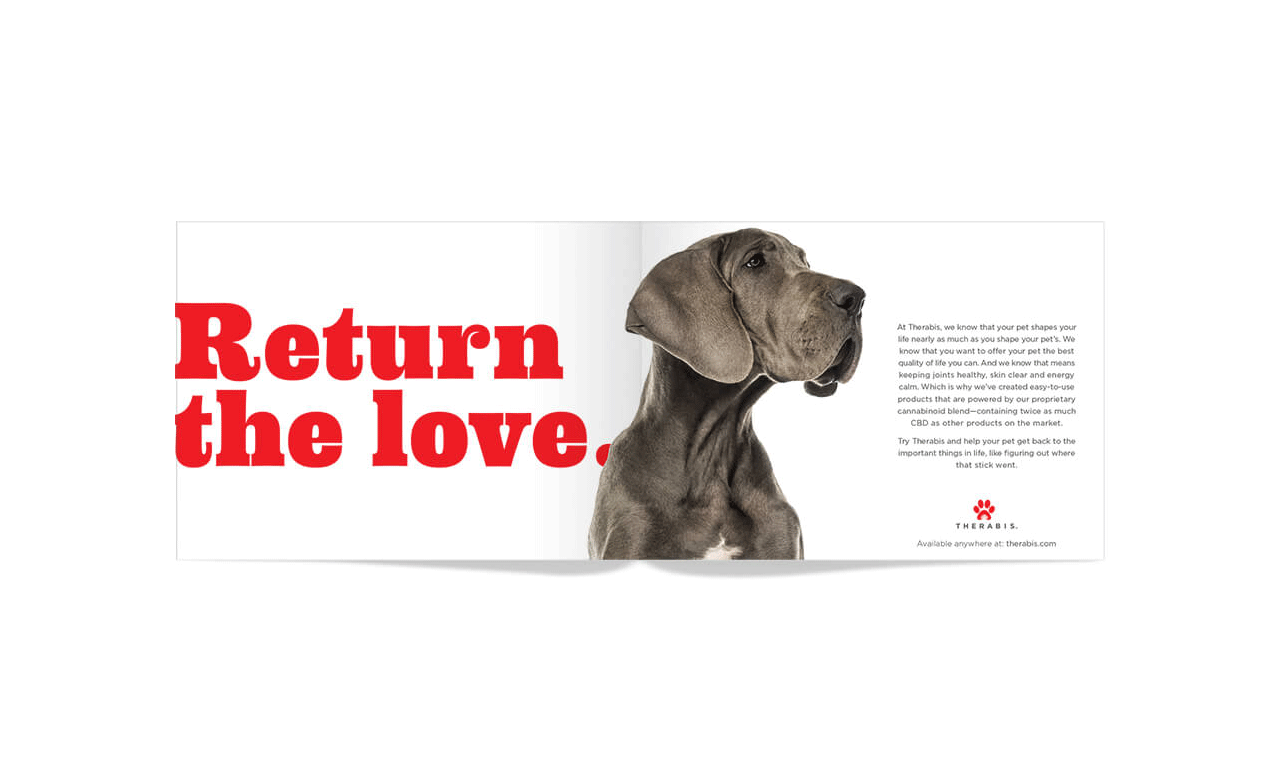 Return
the love.
At Therabis, we know that your pet shapes your
life nearly as much as you shape your pet's. We
know that you want to offer your pet the best
quality of life you can. And we know that means
keeping joints healthy, skin clear and energy
calm. Which is why we've created easy-to-use
products that are powered by our proprietary
cannabinoid blend—containing twice as much
CBD as other products on the market.
Try Therabis and help your pet get back to the
important things in life, like figuring out where
that stick went.
THERABIS.
Available anywhere at: therabis.com